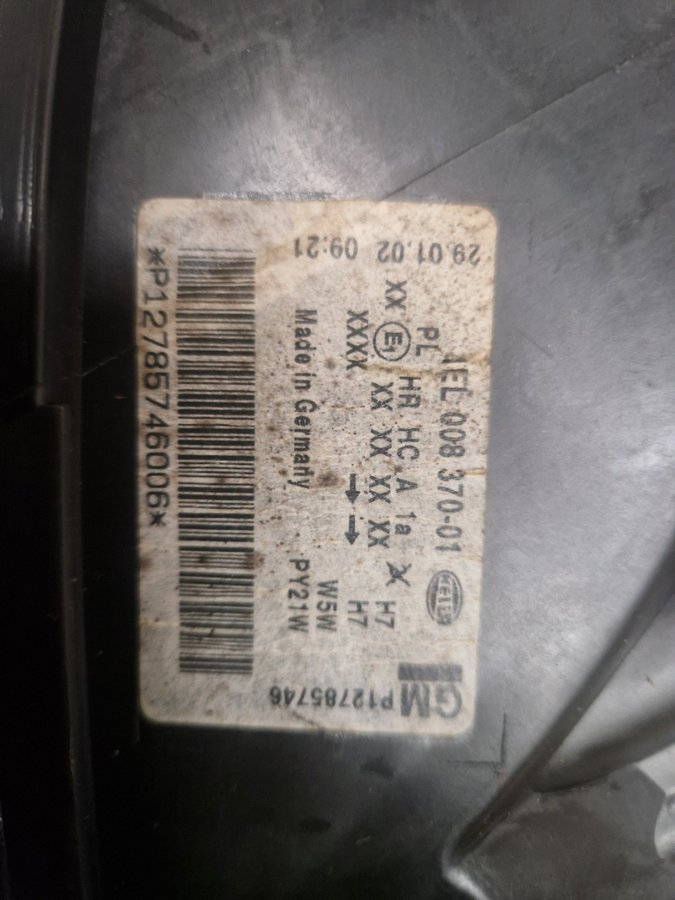 1EL 008 370-01 HELLA
PL HR HC A 1a
XX E1 XX XX XX XX H7
XXXX H7
W5W
Made in Germany PY21W
29.01.02 09:21
GM P12785746
*P12785746006*